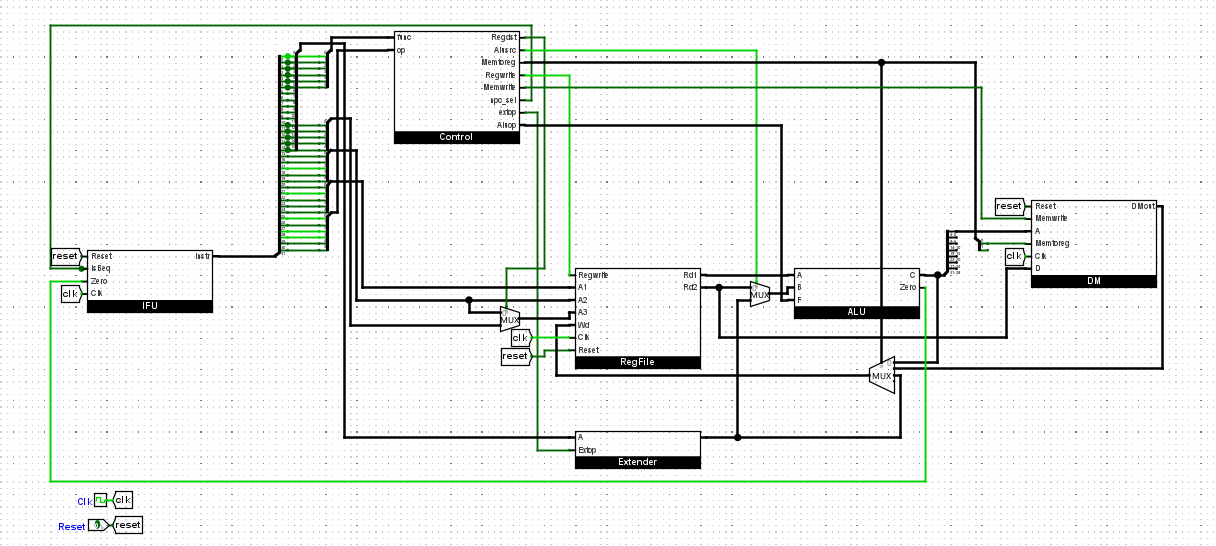 func
op
Regdst
Alusrc
Memtoreg
Regwrite
Memwrite
npc_sel
extop
Aluop
Control
reset
Reset
IsBeq
Zero
clk
Clk
Instr
IFU
MUX
clk
reset
Regwrite
A1
A2
A3
Wd
Clk
Reset
Rd1
Rd2
RegFile
MUX
A
B
F
C
Zero
ALU
reset
clk
Reset
Memwrite
A
Memtoreg
Clk
D
DMout
DM
MUX
A
Extop
Extender
Clk
clk
Reset
reset